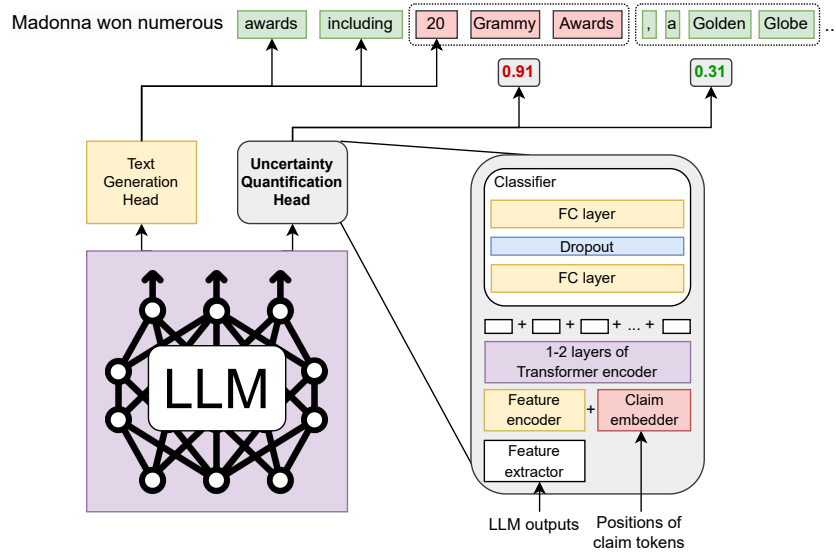 Madonna won numerous awards including 20 Grammy Awards , a Golden Globe ..
0.91 0.31
Text
Generation
Head
Uncertainty
Quantification
Head
LLM
Classifier
FC layer
Dropout
FC layer
+ + + ... +
1-2 layers of
Transformer encoder
Feature
encoder
+
Claim
embedder
Feature
extractor
LLM outputs
Positions of
claim tokens